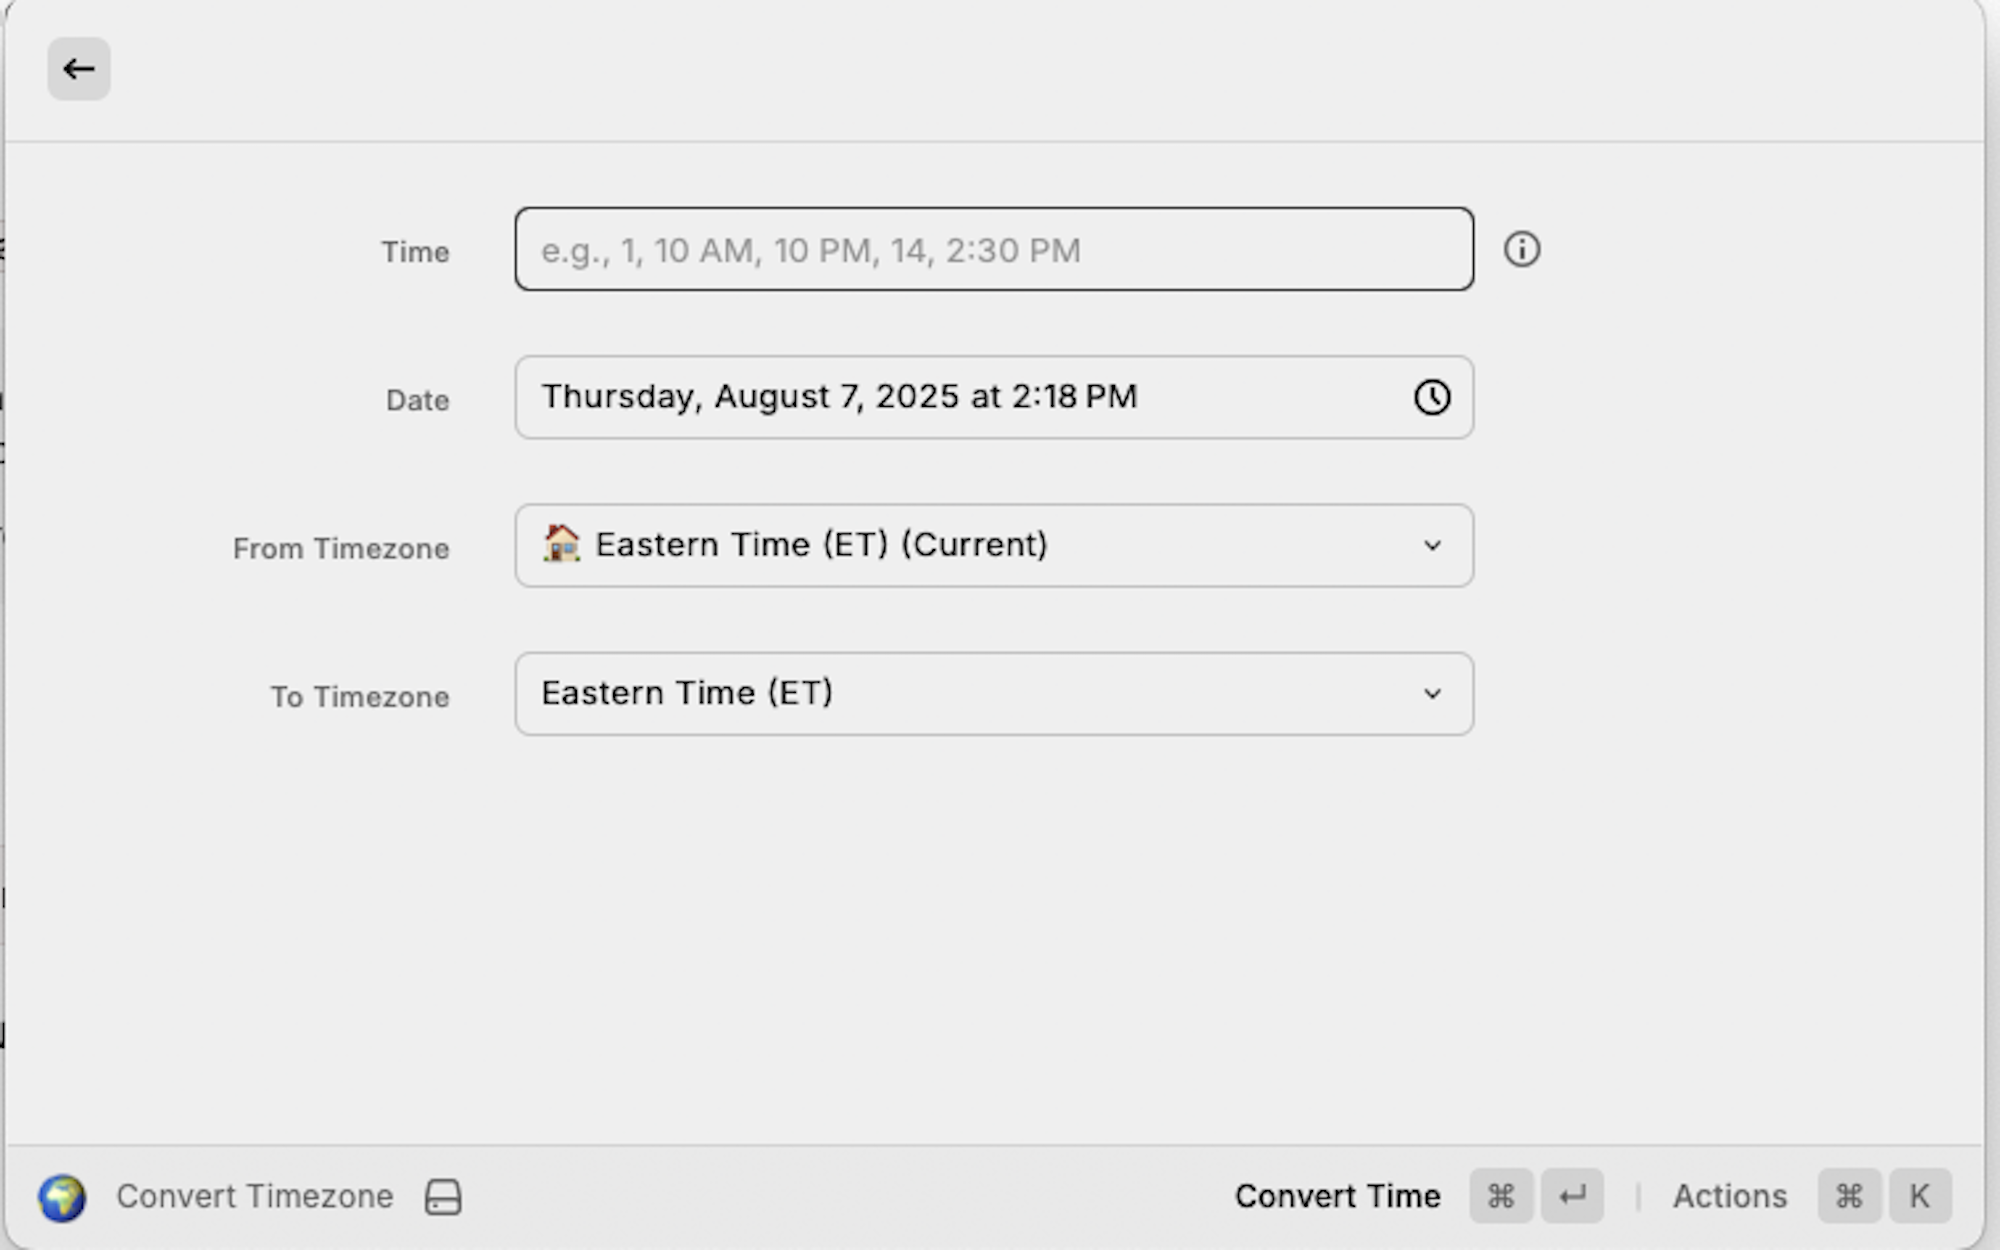 Time
e.g., 1, 10 AM, 10 PM, 14, 2:30 PM
Date
Thursday, August 7, 2025 at 2:18 PM
From Timezone
Eastern Time (ET) (Current)
To Timezone
Eastern Time (ET)
Convert Timezone
Convert Time ⌘ ↵
Actions ⌘ K